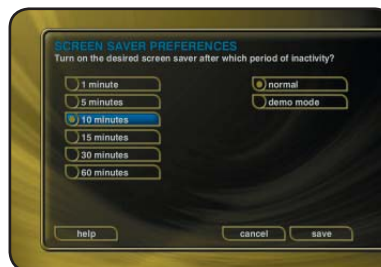 SCREEN SAVER PREFERENCES
Turn on the desired screen saver after which period of inactivity?
1 minute
5 minutes
10 minutes
15 minutes
30 minutes
60 minutes
normal
demo mode
help
cancel
save